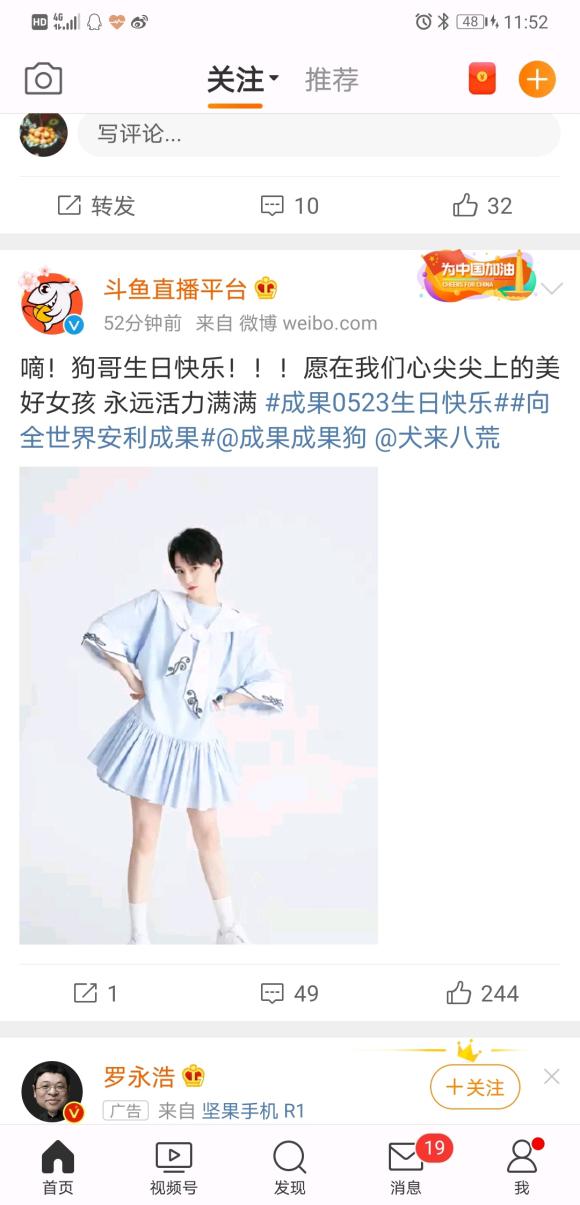 HD 4G 48 11:52
关注 推荐
写评论...
转发 10 32
为中国加油
CHEERS FOR CHINA
斗鱼直播平台
52分钟前 来自 微博 weibo.com
嘀！狗哥生日快乐！！！愿在我们心尖尖上的美
好女孩 永远活力满满 #成果0523生日快乐##向
全世界安利成果#@成果成果狗 @犬来八荒
1 49 244
罗永浩
+关注
广告 来自 坚果手机 R1
19
首页 视频号 发现 消息 我